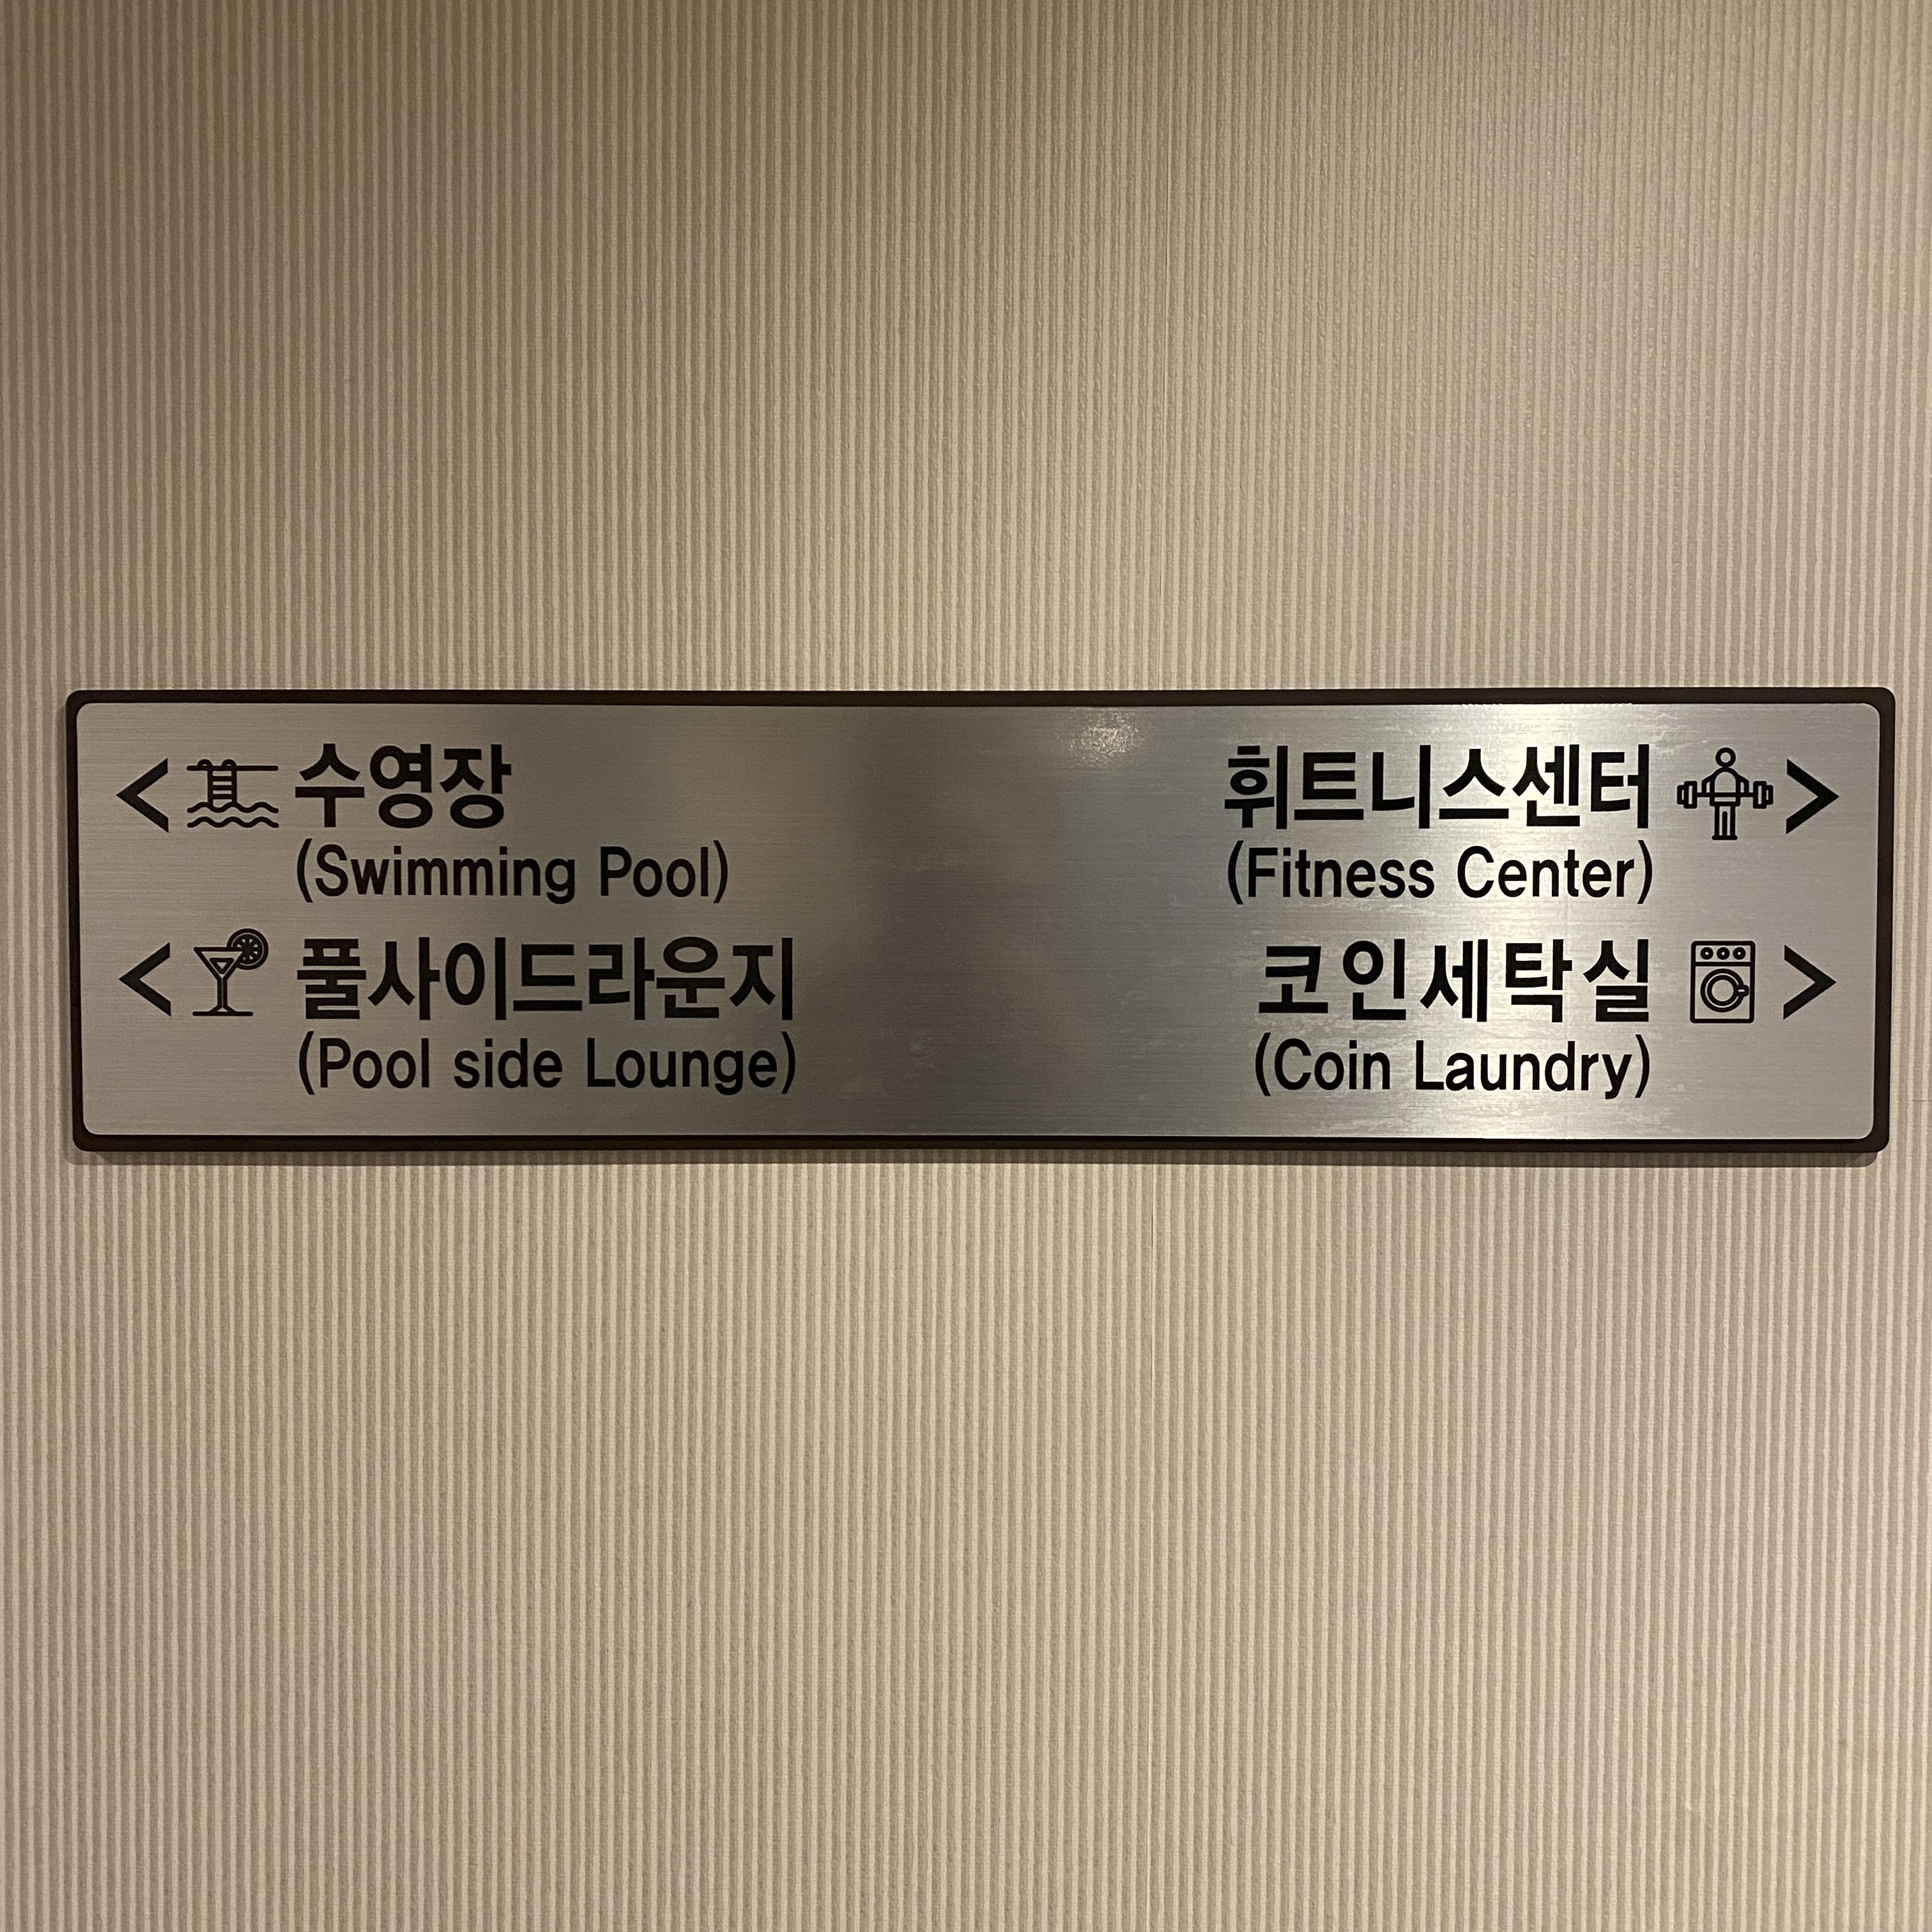 수영장
(Swimming Pool)
풀사이드라운지
(Pool side Lounge)
휘트니스센터
(Fitness Center)
코인세탁실
(Coin Laundry)